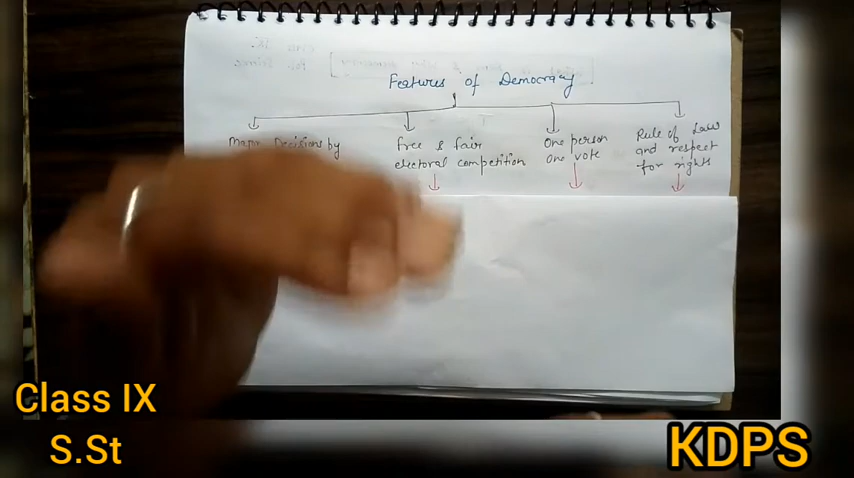 Features of Democracy
Major Decisions by
Free & fair
electoral competition
One person
one vote
Rule of Law
and respect
for rights
Class IX
S.St
KDPS